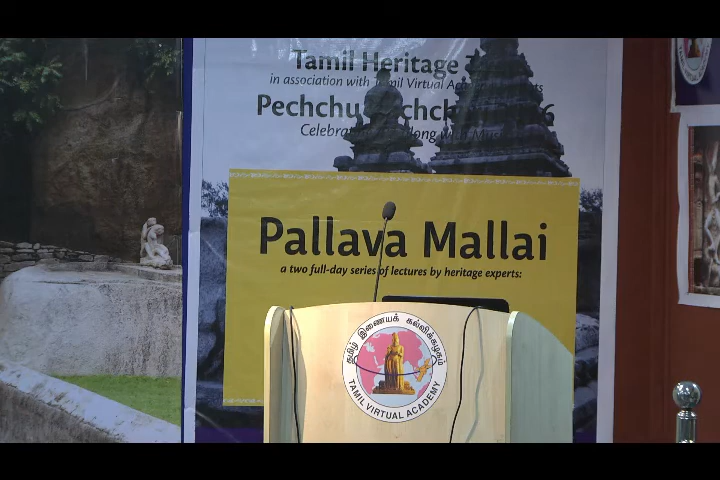 Tamil Heritage
in association with Tamil Virtual
Pechchu
Pallava Mallai
a two full-day series of lectures by heritage experts:
தமிழ் இணையக் கல்விக்கழகம்
TAMIL VIRTUAL ACADEMY